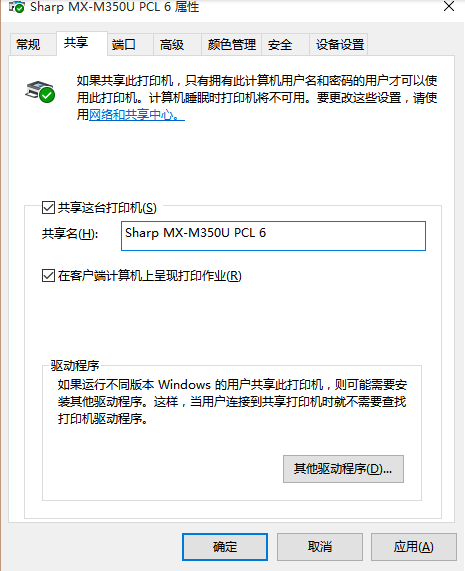 Sharp MX-M350U PCL 6 属性
常规 共享 端口 高级 颜色管理 安全 设备设置
如果共享此打印机，只有拥有此计算机用户名和密码的用户才可以使
用此打印机。计算机睡眠时打印机将不可用。要更改这些设置，请使
用网络和共享中心。
共享这台打印机(S)
共享名(H): Sharp MX-M350U PCL 6
在客户端计算机上呈现打印作业(R)
驱动程序
如果运行不同版本 Windows 的用户共享此打印机，则可能需要安
装其他驱动程序。这样，当用户连接到共享打印机时就不需要查找
打印机驱动程序。
其他驱动程序(D)...
确定 取消 应用(A)